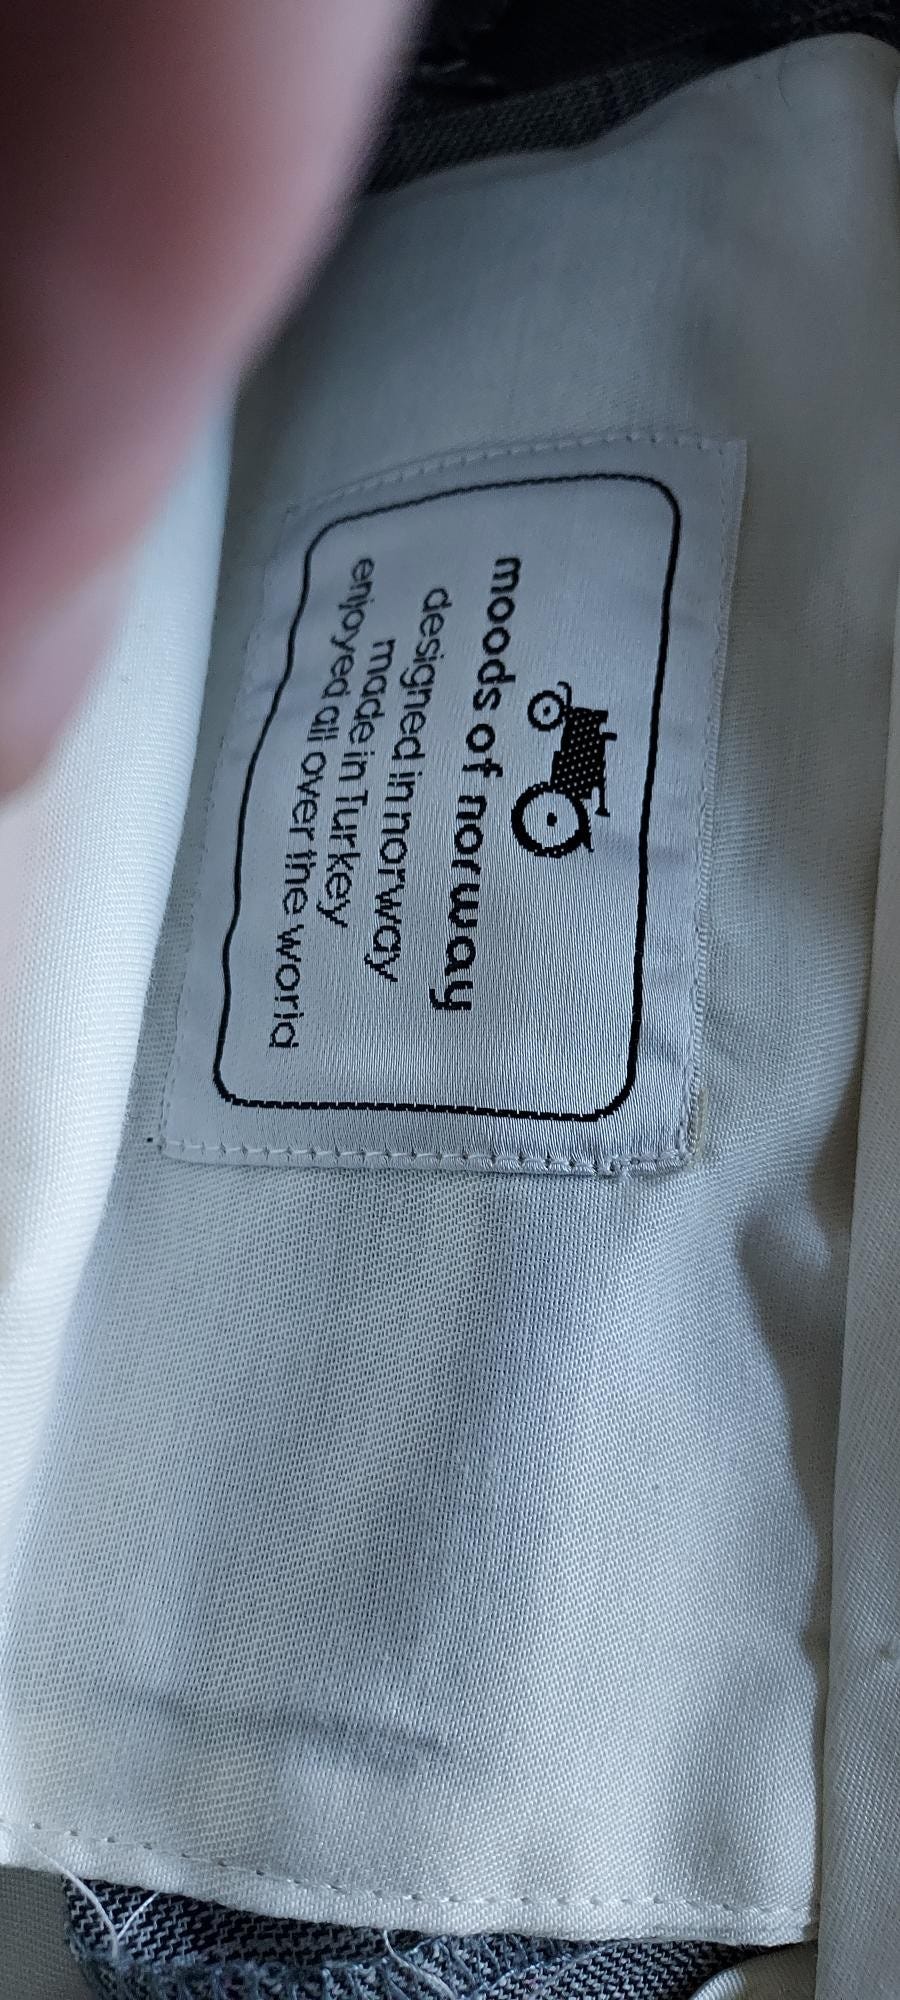 moods of norway
designed in norway
made in Turkey
enjoyed all over the world